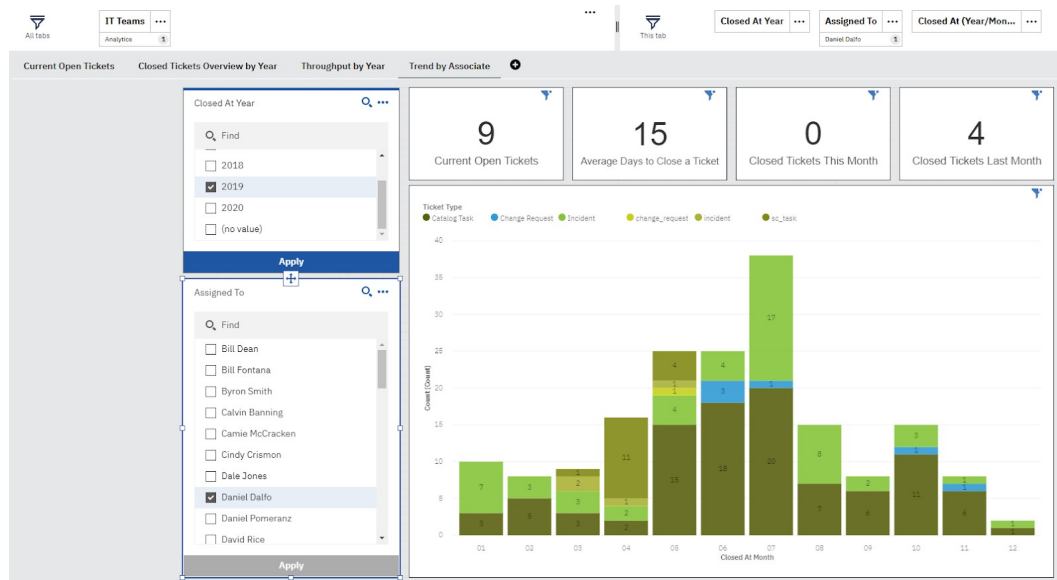 All tabs
IT Teams
Analytics 1
This tab
Closed At Year
Assigned To
Daniel Dalfo 1
Closed At (Year/Mon...
Current Open Tickets
Closed Tickets Overview by Year
Throughput by Year
Trend by Associate
Closed At Year
Find
2018
2019
2020
(no value)
Apply
Assigned To
Find
Bill Dean
Bill Fontana
Byron Smith
Calvin Banning
Camie McCracken
Cindy Crismon
Dale Jones
Daniel Dalfo
Daniel Pomeranz
David Rice
Apply
9
Current Open Tickets
15
Average Days to Close a Ticket
0
Closed Tickets This Month
4
Closed Tickets Last Month
Ticket Type
Catalog Task Change Request Incident change_request incident sc_task
Count (Count)
40
35
30
25
20
15
10
5
0
7
3
3
5
1
2
3
3
11
1
2
2
4
1
1
4
15
4
3
18
17
1
20
8
7
2
6
3
1
11
1
1
6
1
1
01 02 03 04 05 06 07 08 09 10 11 12
Closed At Month